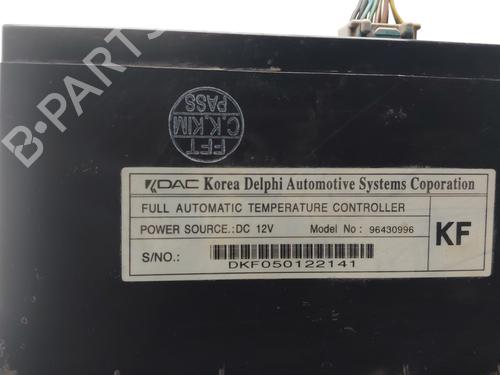 B-PARTS
FFT
C.K.KIM
PASS
KDAC Korea Delphi Automotive Systems Coporation
FULL AUTOMATIC TEMPERATURE CONTROLLER
POWER SOURCE.:DC 12V Model No : 96430996
KF
S/NO.:
DKF050122141